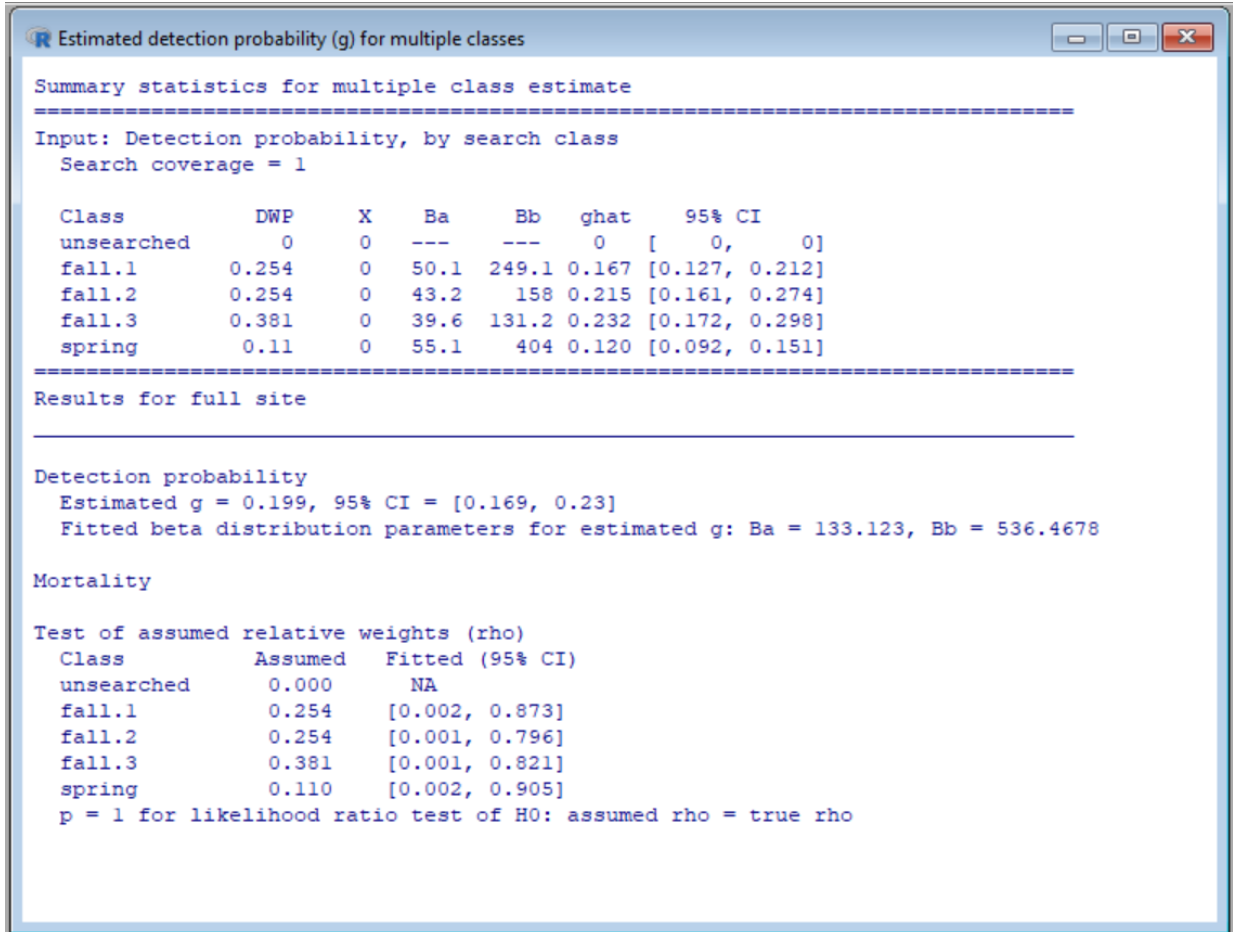 Estimated detection probability (g) for multiple classes
Summary statistics for multiple class estimate
================================================================================
Input: Detection probability, by search class
  Search coverage = 1
  Class          DWP     X    Ba     Bb   ghat     95% CI
  unsearched       0     0   ---    ---    0   [    0,     0]
  fall.1       0.254     0   50.1  249.1 0.167 [0.127, 0.212]
  fall.2       0.254     0   43.2    158 0.215 [0.161, 0.274]
  fall.3       0.381     0   39.6  131.2 0.232 [0.172, 0.298]
  spring        0.11     0   55.1    404 0.120 [0.092, 0.151]
================================================================================
Results for full site
Detection probability
  Estimated g = 0.199, 95% CI = [0.169, 0.23]
  Fitted beta distribution parameters for estimated g: Ba = 133.123, Bb = 536.4678
Mortality
Test of assumed relative weights (rho)
  Class            Assumed   Fitted (95% CI)
  unsearched        0.000      NA
  fall.1            0.254    [0.002, 0.873]
  fall.2            0.254    [0.001, 0.796]
  fall.3            0.381    [0.001, 0.821]
  spring            0.110    [0.002, 0.905]
  p = 1 for likelihood ratio test of H0: assumed rho = true rho